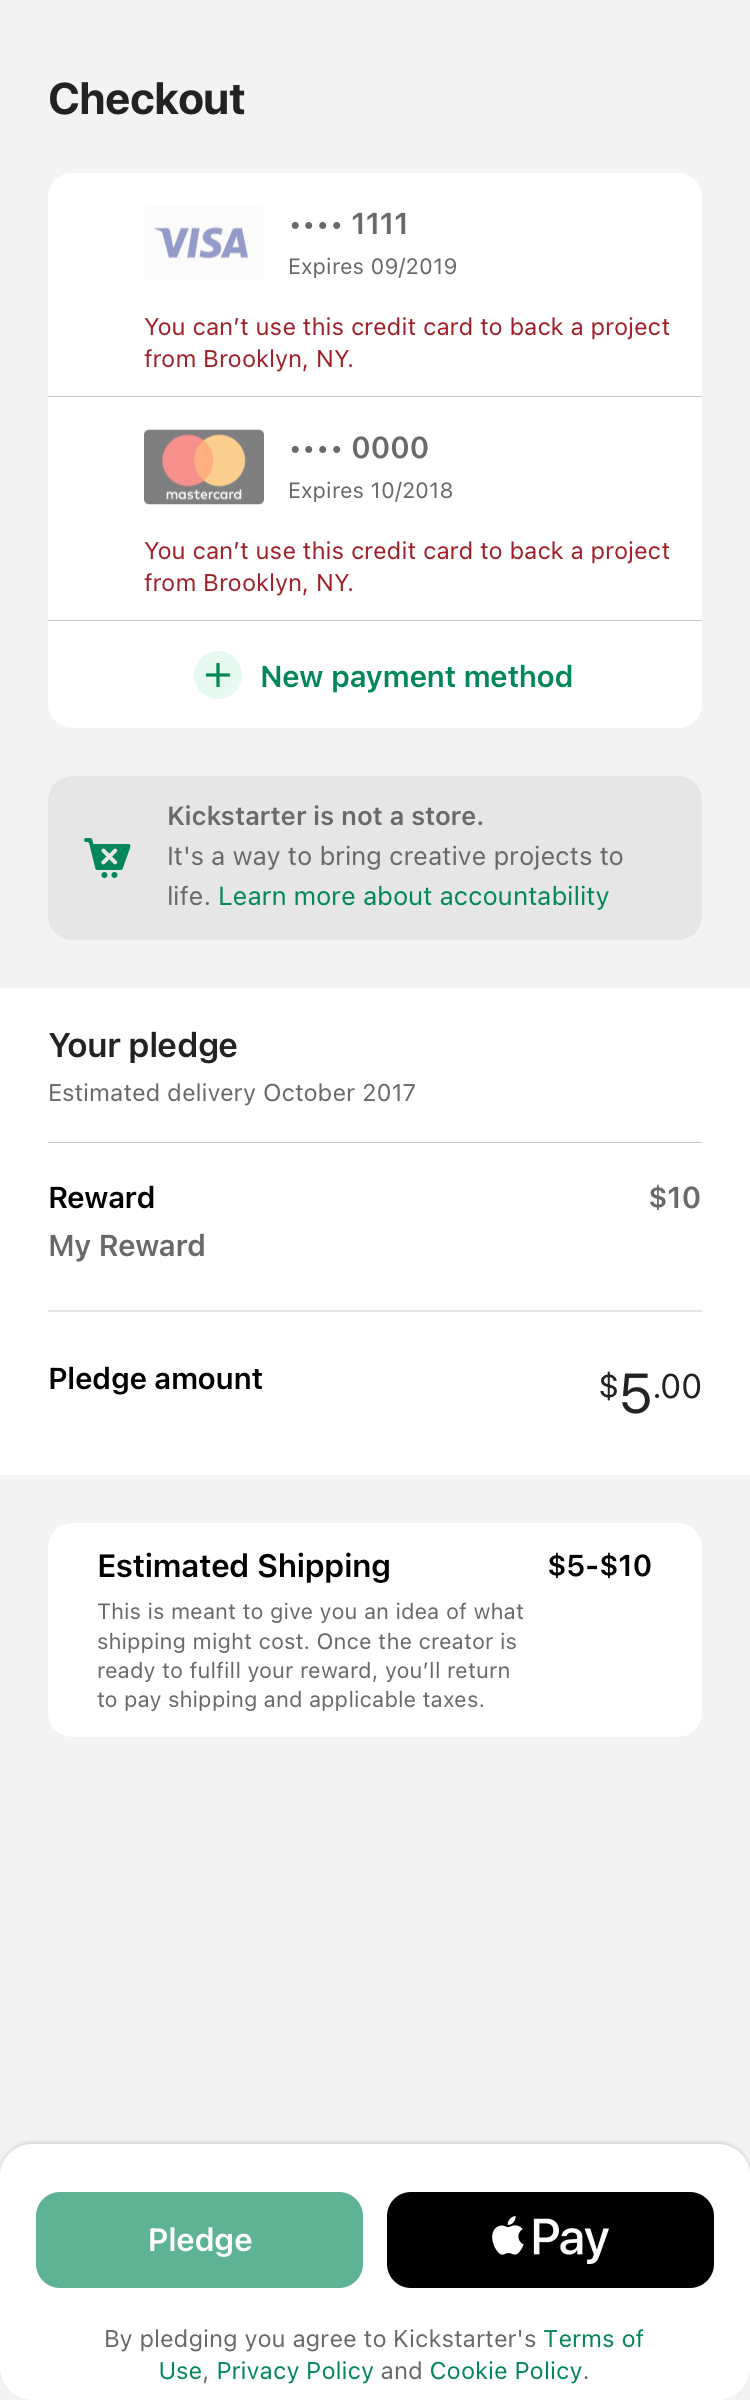 Checkout
VISA
•••• 1111
Expires 09/2019
You can’t use this credit card to back a project
from Brooklyn, NY.
•••• 0000
mastercard
Expires 10/2018
You can’t use this credit card to back a project
from Brooklyn, NY.
New payment method
Kickstarter is not a store.
It's a way to bring creative projects to
life. Learn more about accountability
Your pledge
Estimated delivery October 2017
Reward $10
My Reward
Pledge amount $5.00
Estimated Shipping $5-$10
This is meant to give you an idea of what
shipping might cost. Once the creator is
ready to fulfill your reward, you’ll return
to pay shipping and applicable taxes.
Pledge
Pay
By pledging you agree to Kickstarter's Terms of
Use, Privacy Policy and Cookie Policy.